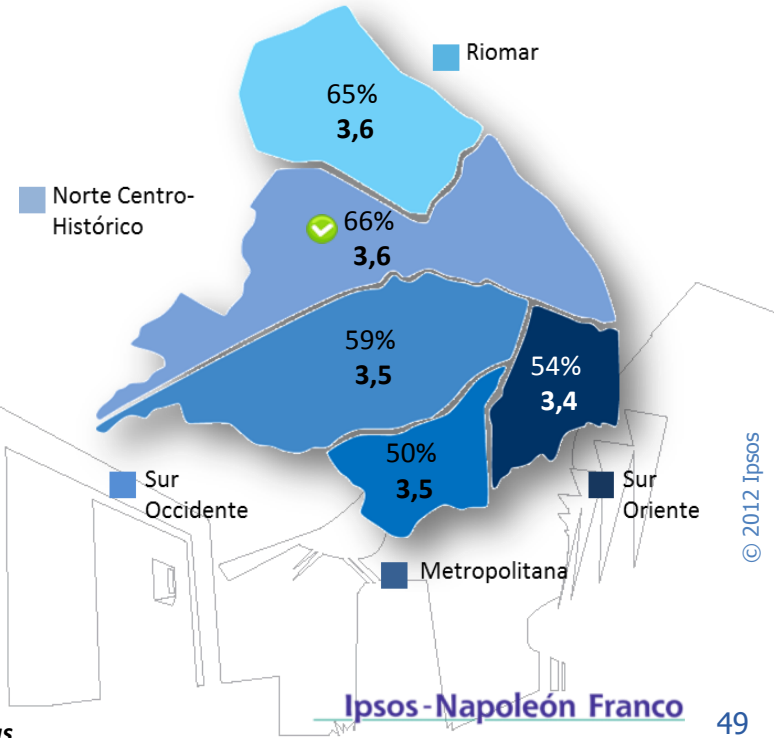 Riomar
65%
3,6
Norte Centro-
Histórico
66%
3,6
59%
3,5
54%
3,4
50%
3,5
Sur
Occidente
Sur
Oriente
Metropolitana
© 2012 Ipsos
Ipsos-Napoleón Franco
49